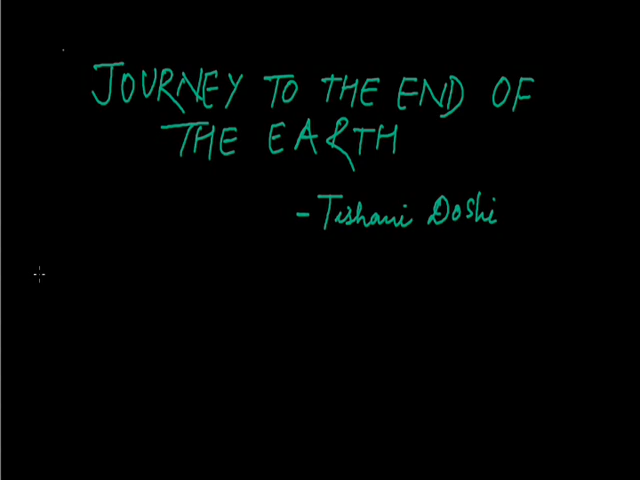 JOURNEY TO THE END OF
THE EARTH
- Tishani Doshi